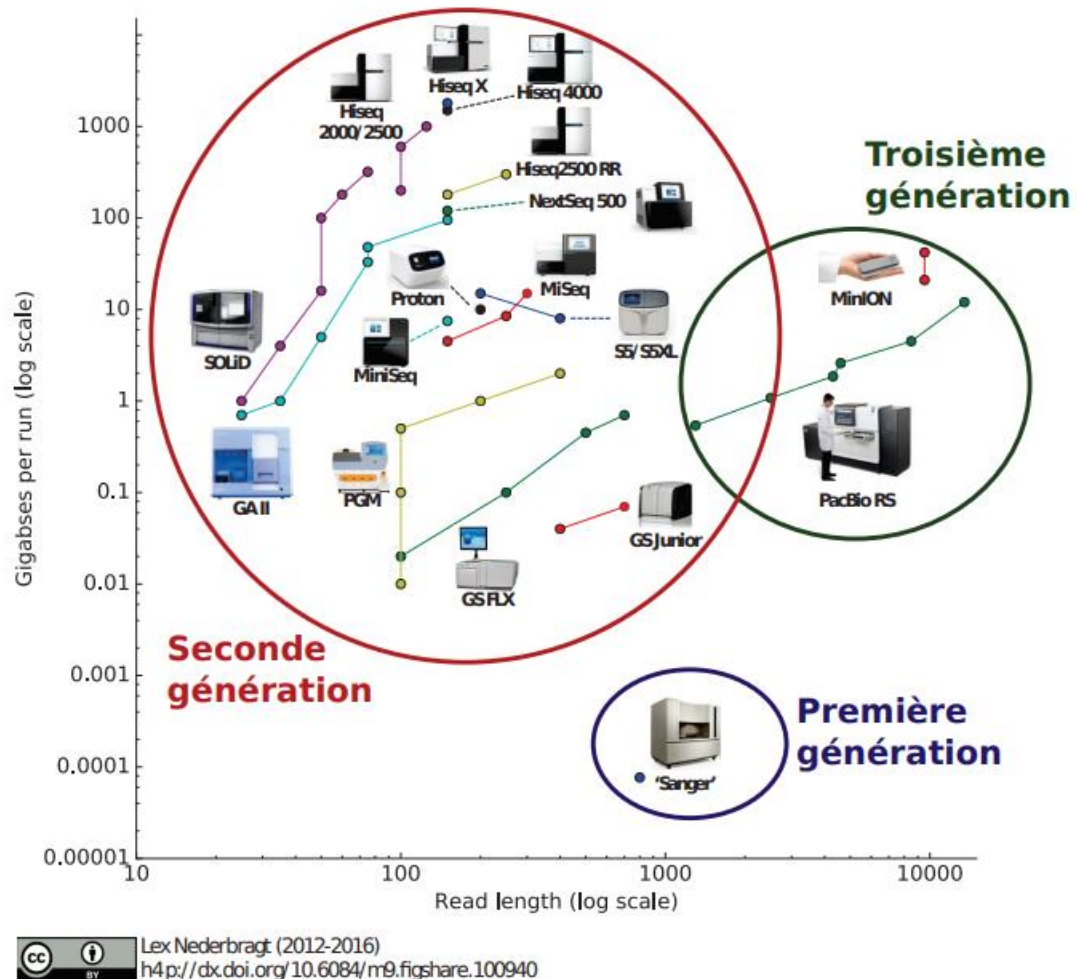 Gigabses per run (log scale)
1000
100
10
1
0.1
0.01
0.001
0.0001
0.00001
10
100
1000
10000
Read length (log scale)
Hiseq X
Hiseq 4000
Hiseq
2000/2500
Hiseq2500 RR
NextSeq 500
Proton
MiSeq
SOLiD
MiniSeq
S5/S5XL
GA II
PGM
GS FLX
GS Junior
Seconde
génération
Troisième
génération
MinION
PacBio RS
Première
génération
'Sanger'
cc
BY
Lex Nederbragt (2012-2016)
h4p://dx.doi.org/10.6084/m9.figshare.100940